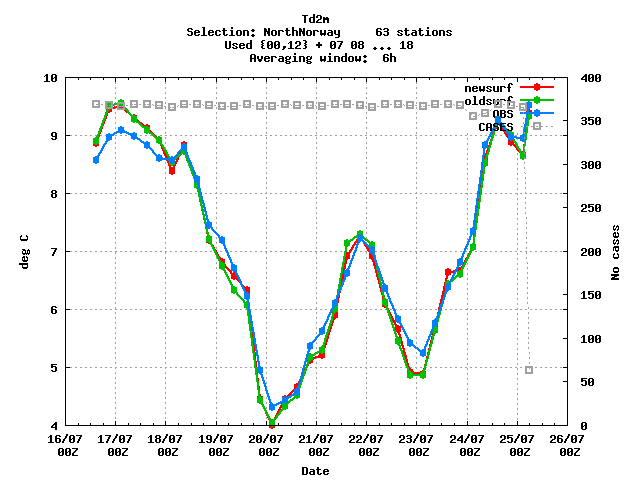 Td2m
Selection: NorthNorway 63 stations
Used {00,12} + 07 08 ... 18
Averaging window: 6h
newsurf
oldsurf
OBS
CASES
deg C
10
9
8
7
6
5
4
No cases
400
350
300
250
200
150
100
50
0
16/07 17/07 18/07 19/07 20/07 21/07 22/07 23/07 24/07 25/07 26/07
00Z 00Z 00Z 00Z 00Z 00Z 00Z 00Z 00Z 00Z 00Z
Date